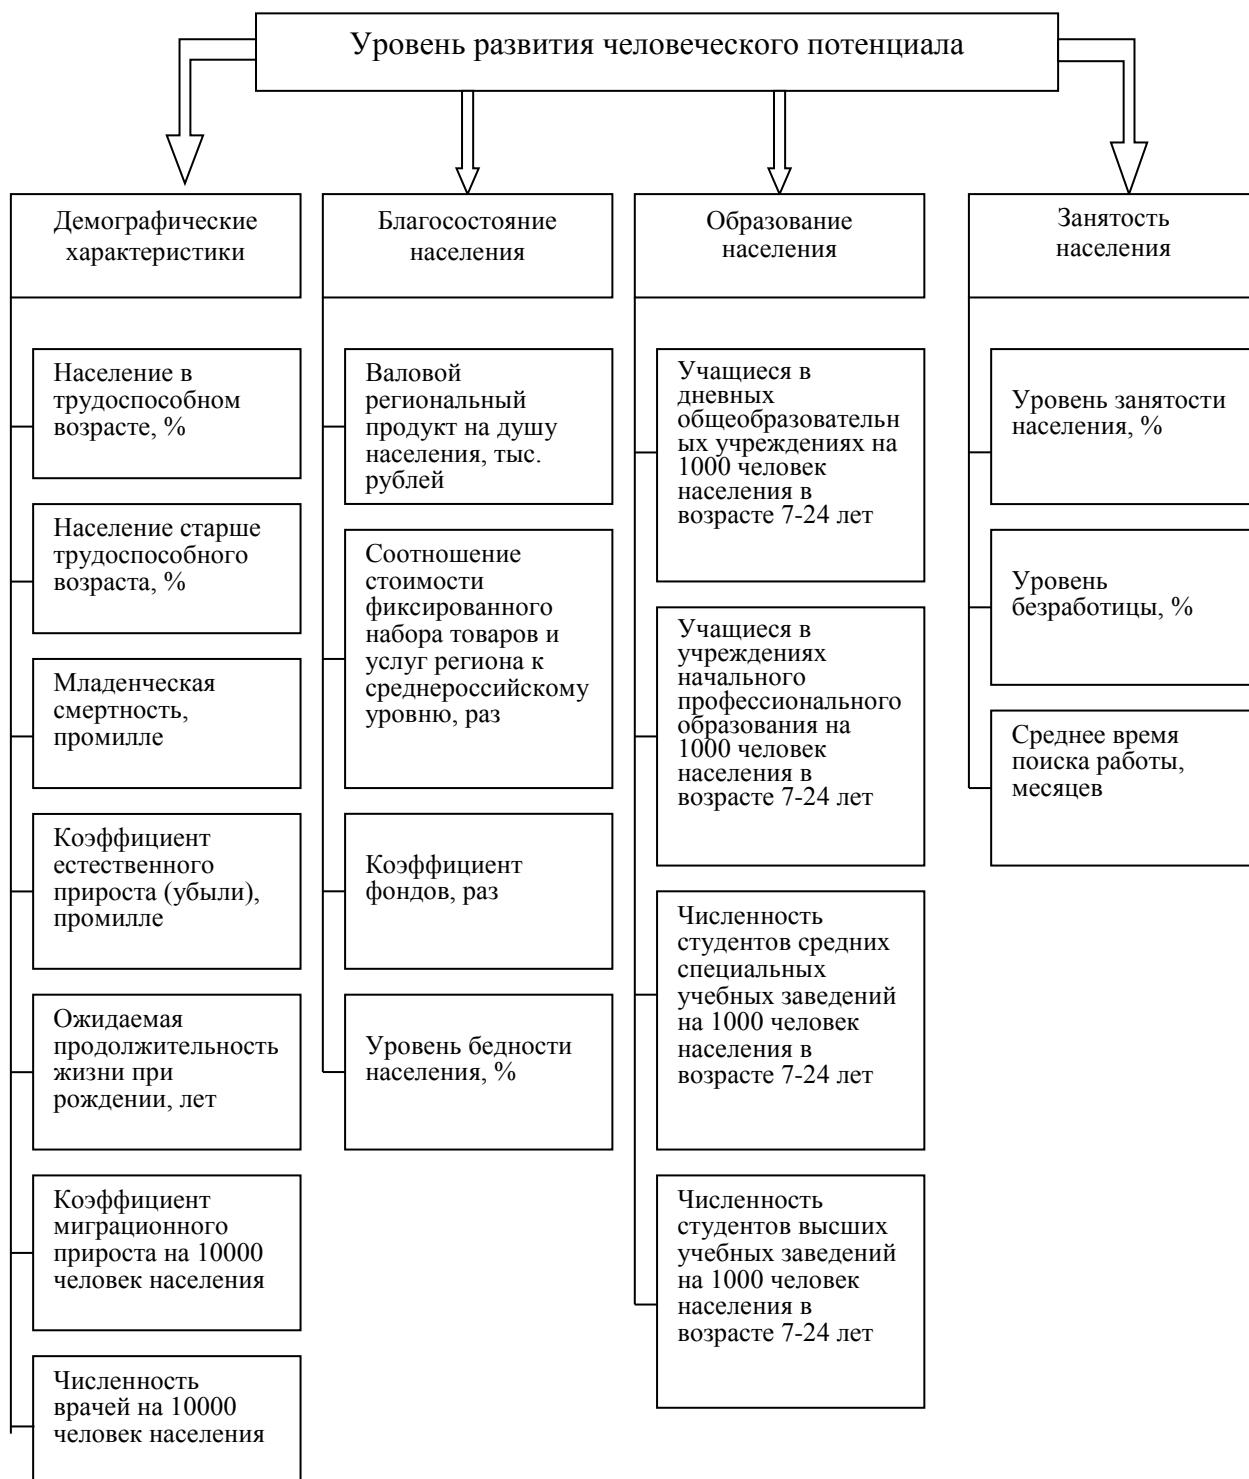 Уровень развития человеческого потенциала
Демографические
характеристики
Население в
трудоспособном
возрасте, %
Население старше
трудоспособного
возраста, %
Младенческая
смертность,
промилле
Коэффициент
естественного
прироста (убыли),
промилле
Ожидаемая
продолжительность
жизни при
рождении, лет
Коэффициент
миграционного
прироста на 10000
человек населения
Численность
врачей на 10000
человек населения
Благосостояние
населения
Валовой
региональный
продукт на душу
населения, тыс.
рублей
Соотношение
стоимости
фиксированного
набора товаров и
услуг региона к
среднероссийскому
уровню, раз
Коэффициент
фондов, раз
Уровень бедности
населения, %
Образование
населения
Учащиеся в
дневных
общеобразовательн
ых учреждениях на
1000 человек
населения в
возрасте 7-24 лет
Учащиеся в
учреждениях
начального
профессионального
образования на
1000 человек
населения в
возрасте 7-24 лет
Численность
студентов средних
специальных
учебных заведений
на 1000 человек
населения в
возрасте 7-24 лет
Численность
студентов высших
учебных заведений
на 1000 человек
населения в
возрасте 7-24 лет
Занятость
населения
Уровень занятости
населения, %
Уровень
безработицы, %
Среднее время
поиска работы,
месяцев